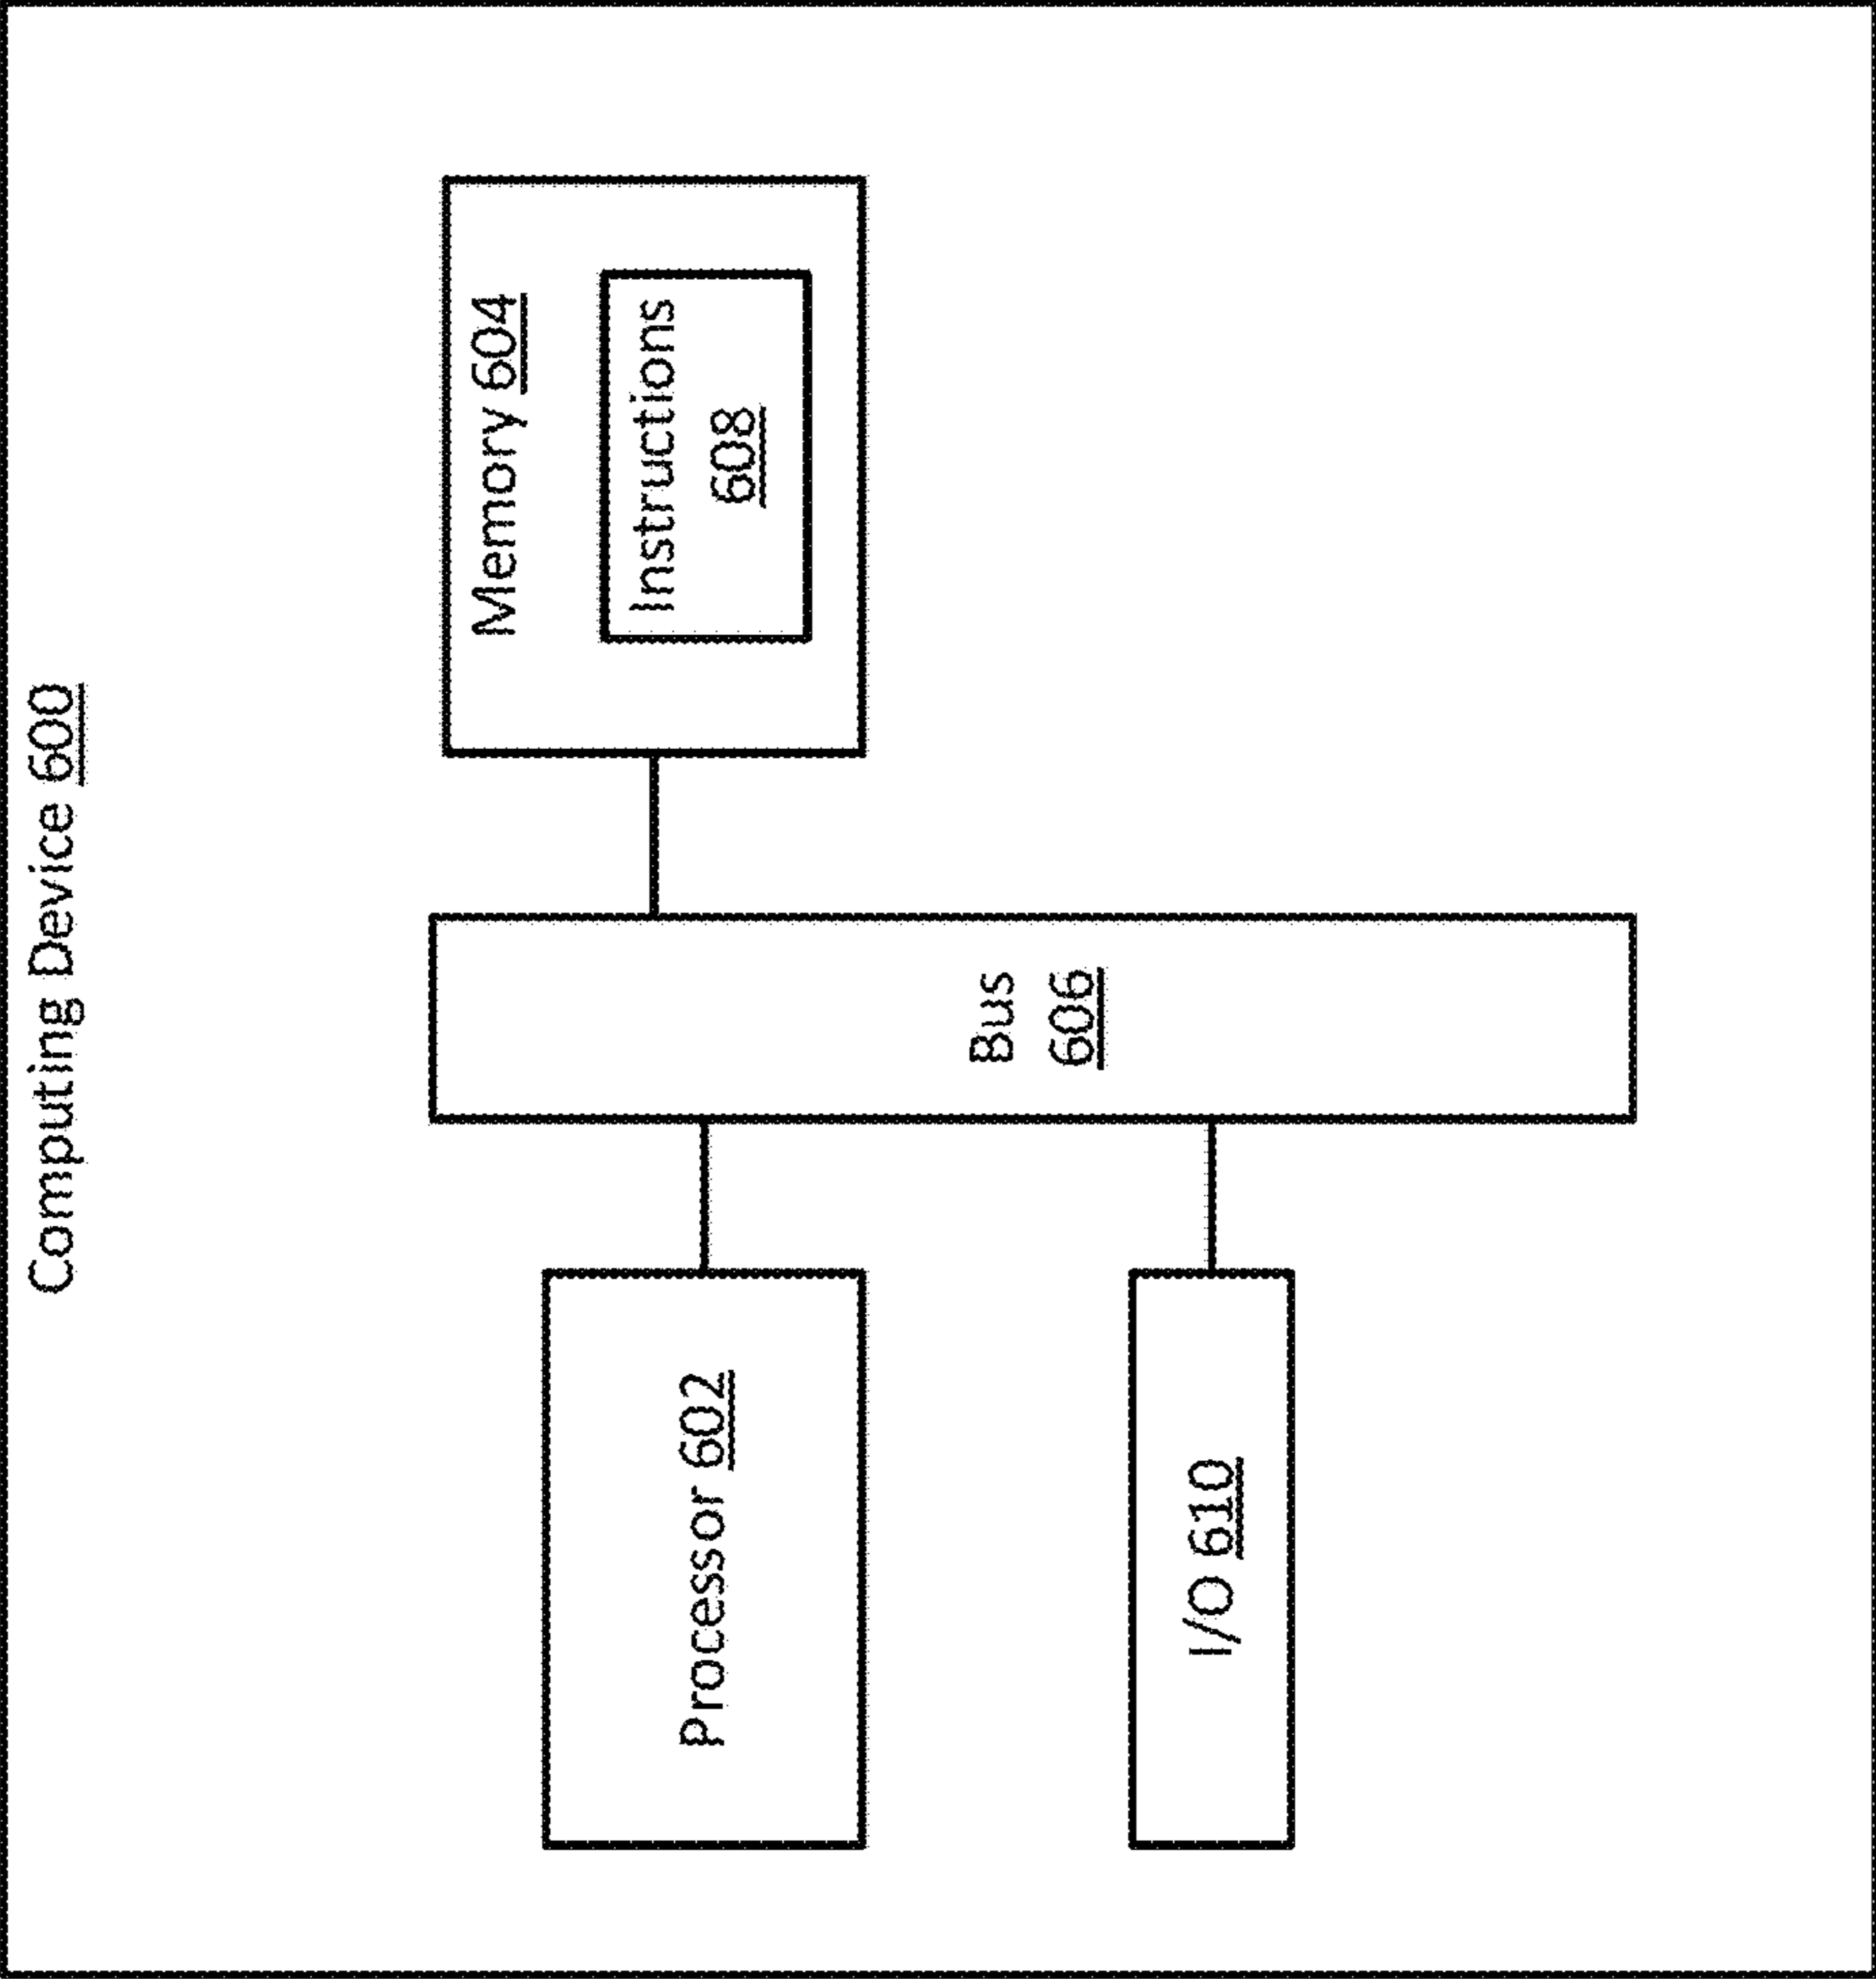 Computing Device 600
Processor 602
Bus
606
Memory 604
Instructions
608
I/O 610